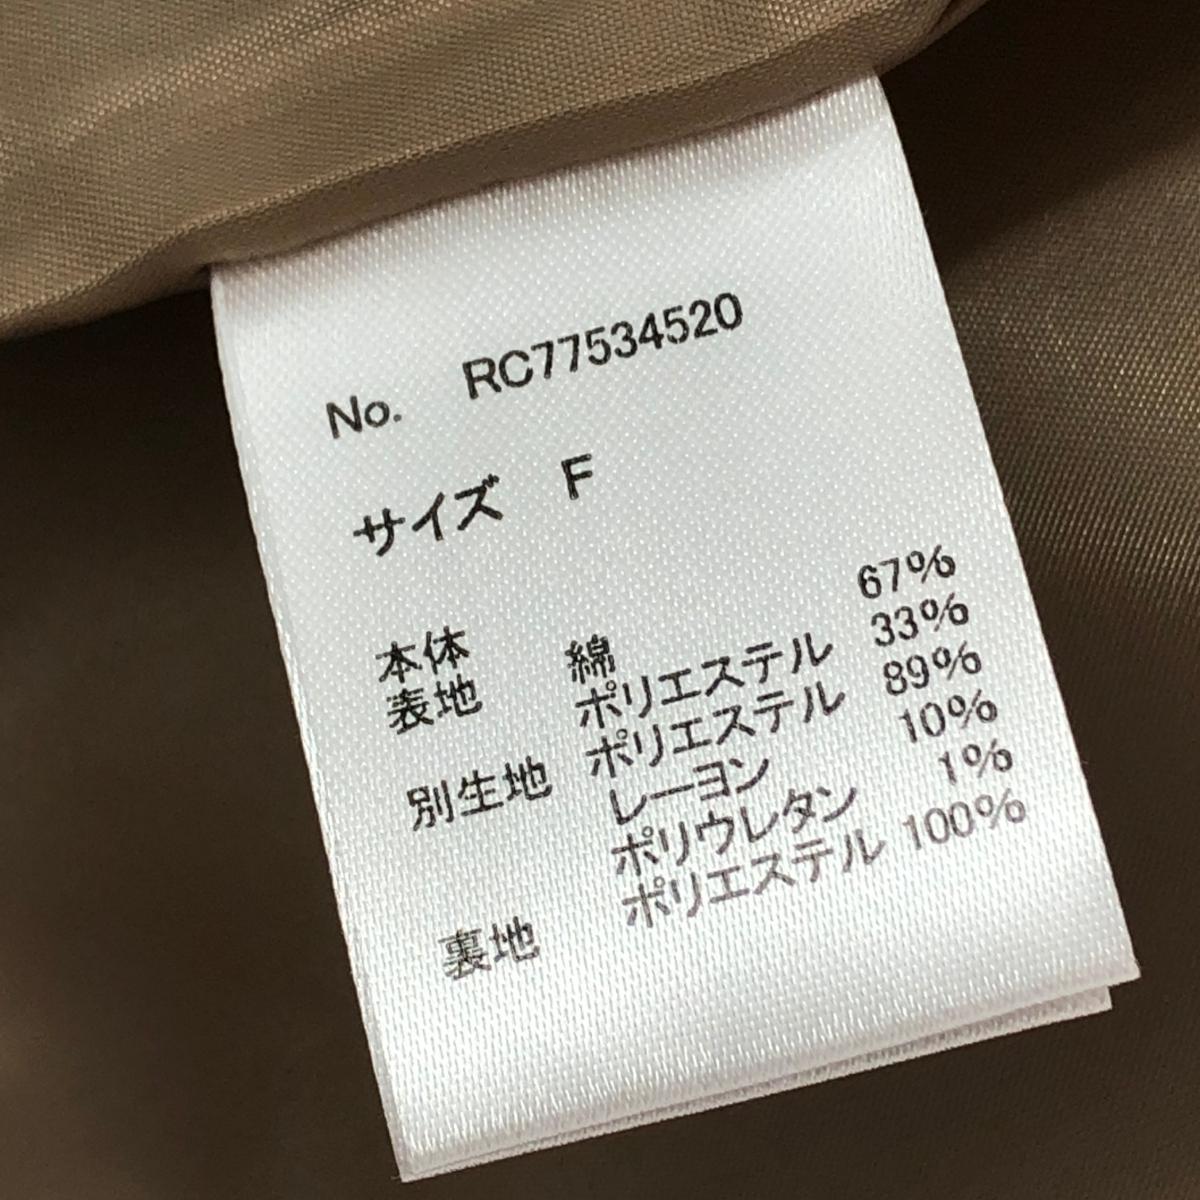 No. RC77534520
サイズ F
本体 綿 67%
表地 ポリエステル 33%
別生地 ポリエステル 89%
レーヨン 10%
ポリウレタン 1%
裏地 ポリエステル 100%